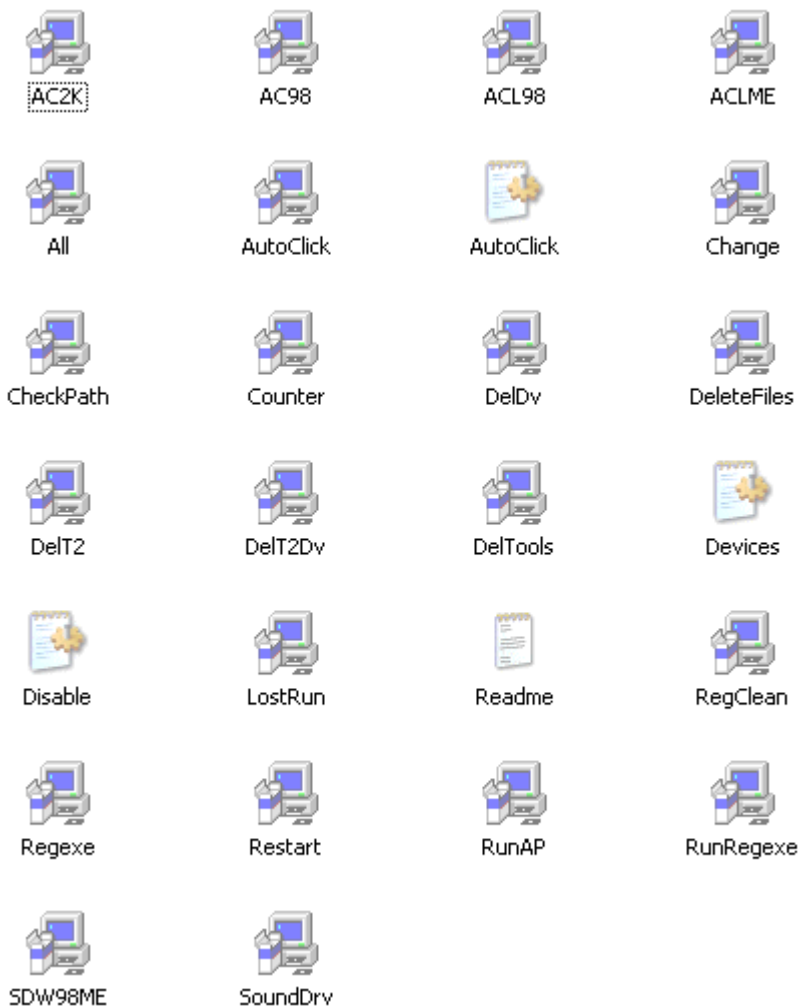 AC2K AC98 ACL98 ACLME
All AutoClick AutoClick Change
CheckPath Counter DelDv DeleteFiles
DelT2 DelT2Dv DelTools Devices
Disable LostRun Readme RegClean
Regexe Restart RunAP RunRegexe
SDW98ME SoundDrv